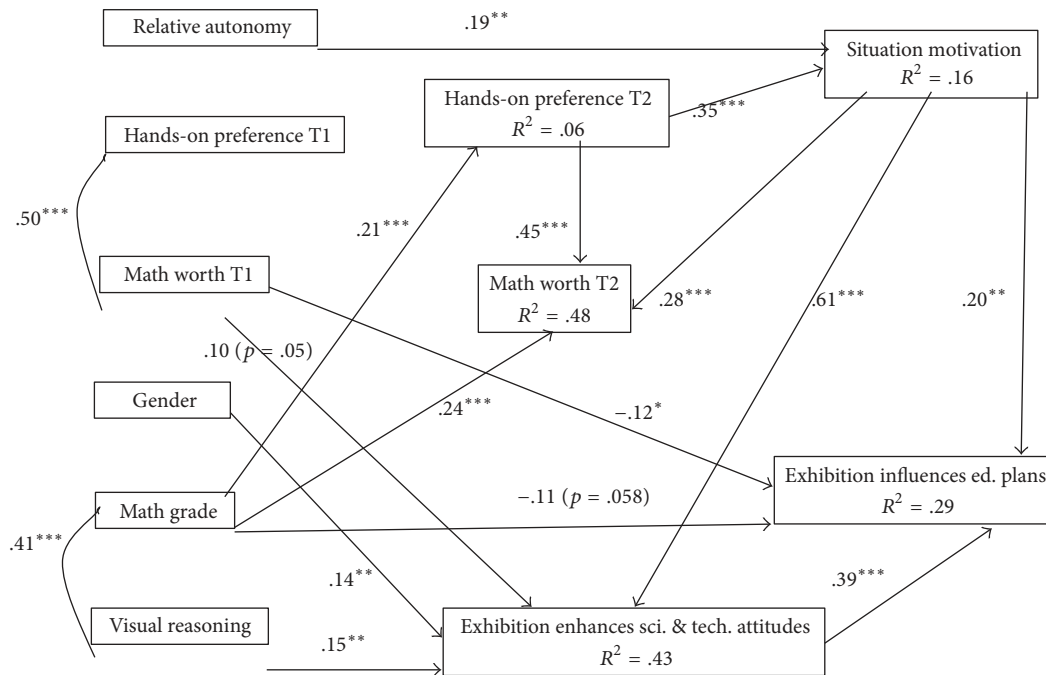 Relative autonomy
.19**
Situation motivation
R² = .16
Hands-on preference T2
R² = .06
.35***
Hands-on preference T1
.50***
.21***
.45***
Math worth T1
Math worth T2
R² = .48
.28***
.61***
.20**
.10 (p = .05)
Gender
.24***
−.12*
Exhibition influences ed. plans
R² = .29
Math grade
−.11 (p = .058)
.41***
.14**
.39***
Visual reasoning
.15**
Exhibition enhances sci. & tech. attitudes
R² = .43